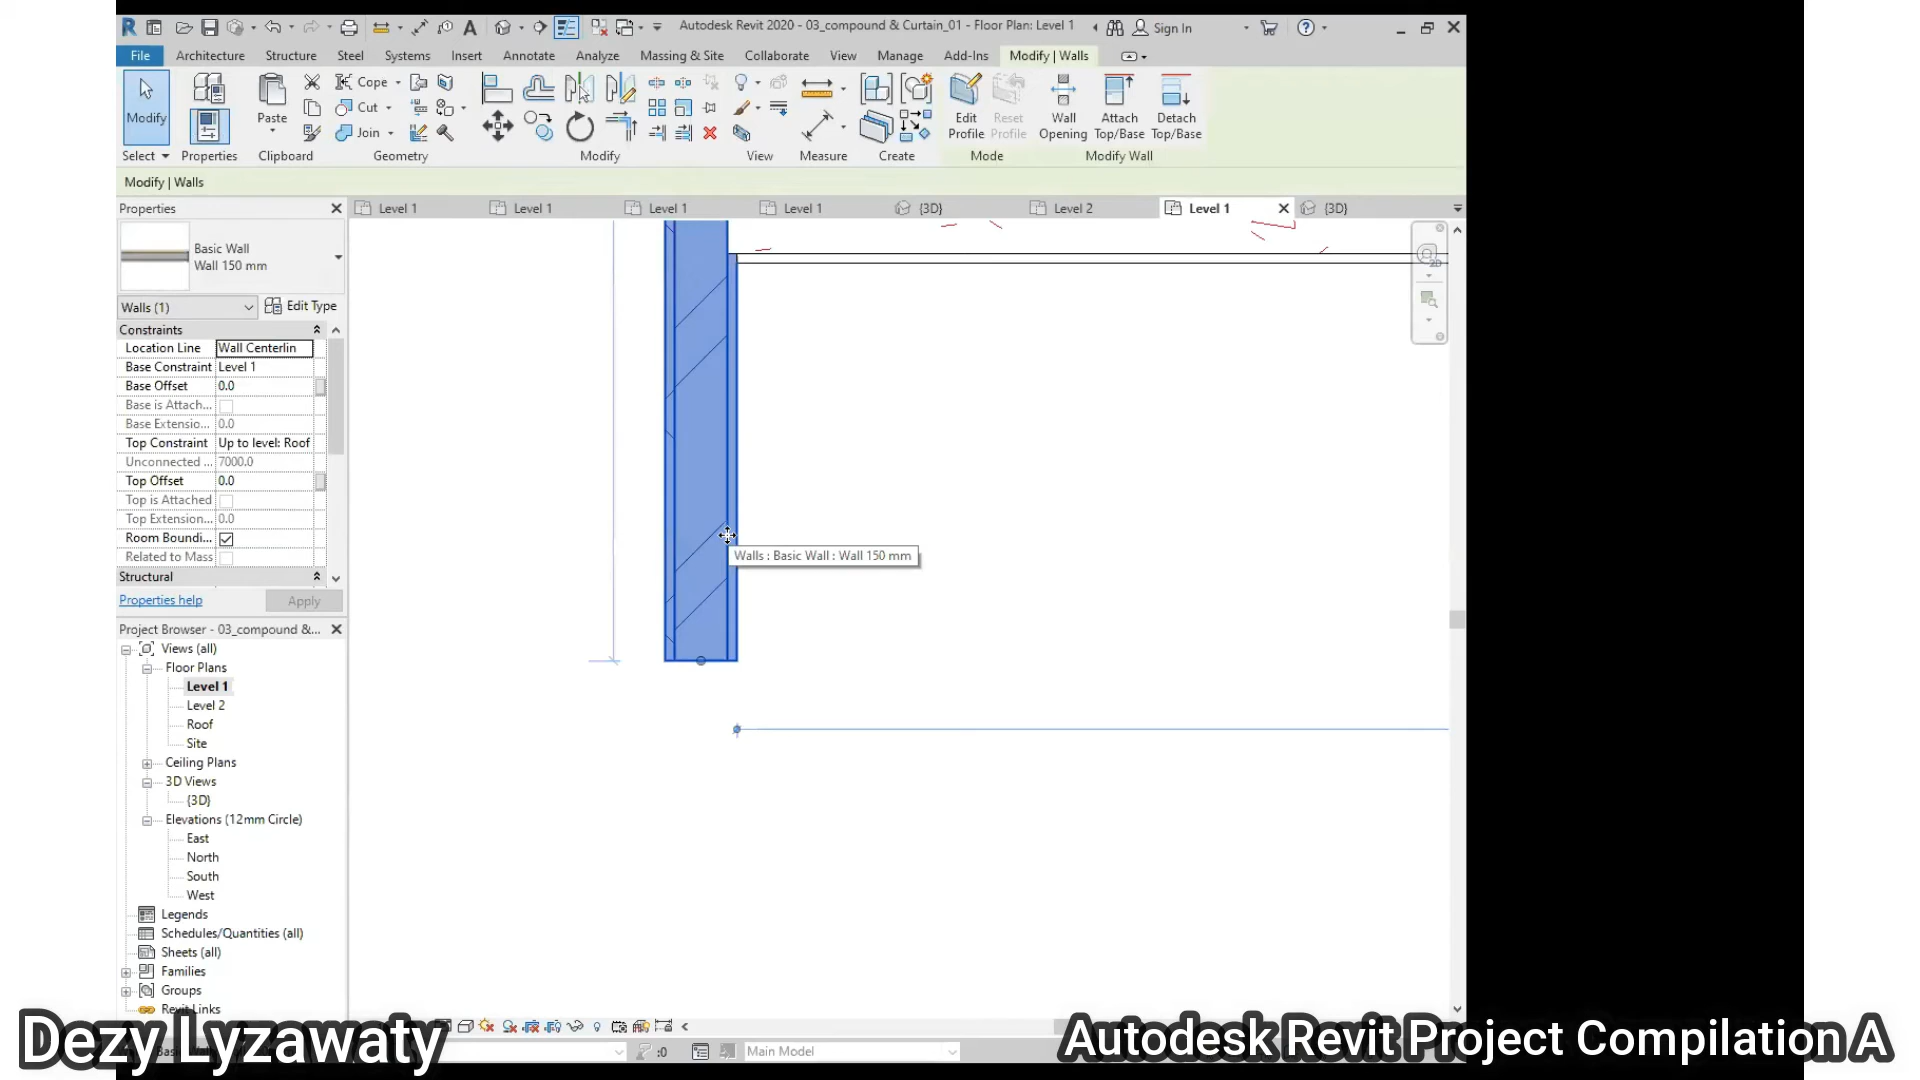 Autodesk Revit 2020 - 03_compound & Curtain_01 - Floor Plan: Level 1
Sign In
File Architecture Structure Steel Systems Insert Annotate Analyze Massing & Site Collaborate View Manage Add-Ins Modify | Walls
Modify
Paste
Cope
Cut
Join
Edit Profile
Reset Profile
Wall Opening
Attach Top/Base
Detach Top/Base
Select Properties Clipboard Geometry Modify View Measure Create Mode Modify Wall
Modify | Walls
Properties
Level 1 Level 1 Level 1 Level 1 {3D} Level 2 Level 1 {3D}
Basic Wall
Wall 150 mm
Walls (1) Edit Type
Constraints
Location Line Wall Centerlin
Base Constraint Level 1
Base Offset 0.0
Base is Attach...
Base Extensio... 0.0
Top Constraint Up to level: Roof
Unconnected ... 7000.0
Top Offset 0.0
Top is Attached
Top Extension... 0.0
Room Boundi...
Related to Mass
Structural
Properties help Apply
2D
Walls : Basic Wall : Wall 150 mm
Project Browser - 03_compound &...
Views (all)
Floor Plans
Level 1
Level 2
Roof
Site
Ceiling Plans
3D Views
{3D}
Elevations (12mm Circle)
East
North
South
West
Legends
Schedules/Quantities (all)
Sheets (all)
Families
Groups
Revit Links
:0 Main Model
Dezy Lyzawaty
Autodesk Revit Project Compilation A